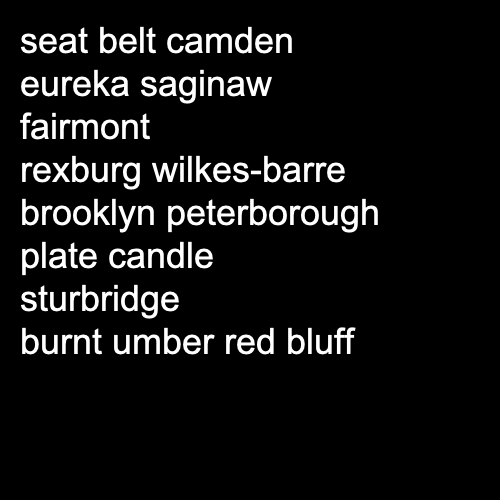 seat belt camden
eureka saginaw
fairmont
rexburg wilkes-barre
brooklyn peterborough
plate candle
sturbridge
burnt umber red bluff